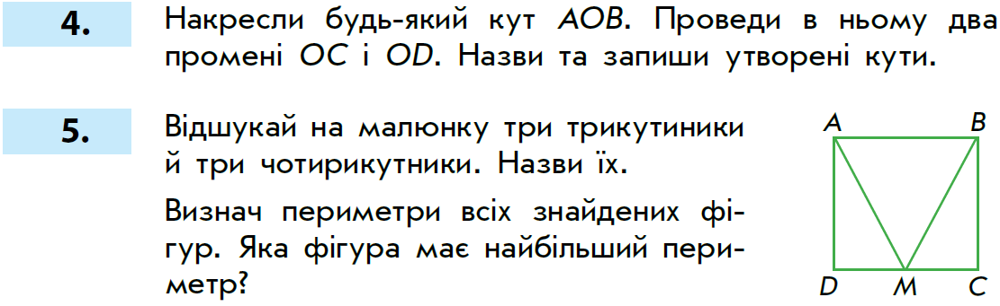 4. Накресли будь-який кут AOB. Проведи в ньому два
промені OC і OD. Назви та запиши утворені кути.
5. Відшукай на малюнку три трикутиники
й три чотирикутники. Назви їх.
Визнач периметри всіх знайдених фі-
гур. Яка фігура має найбільший пери-
метр?
A B
D M C